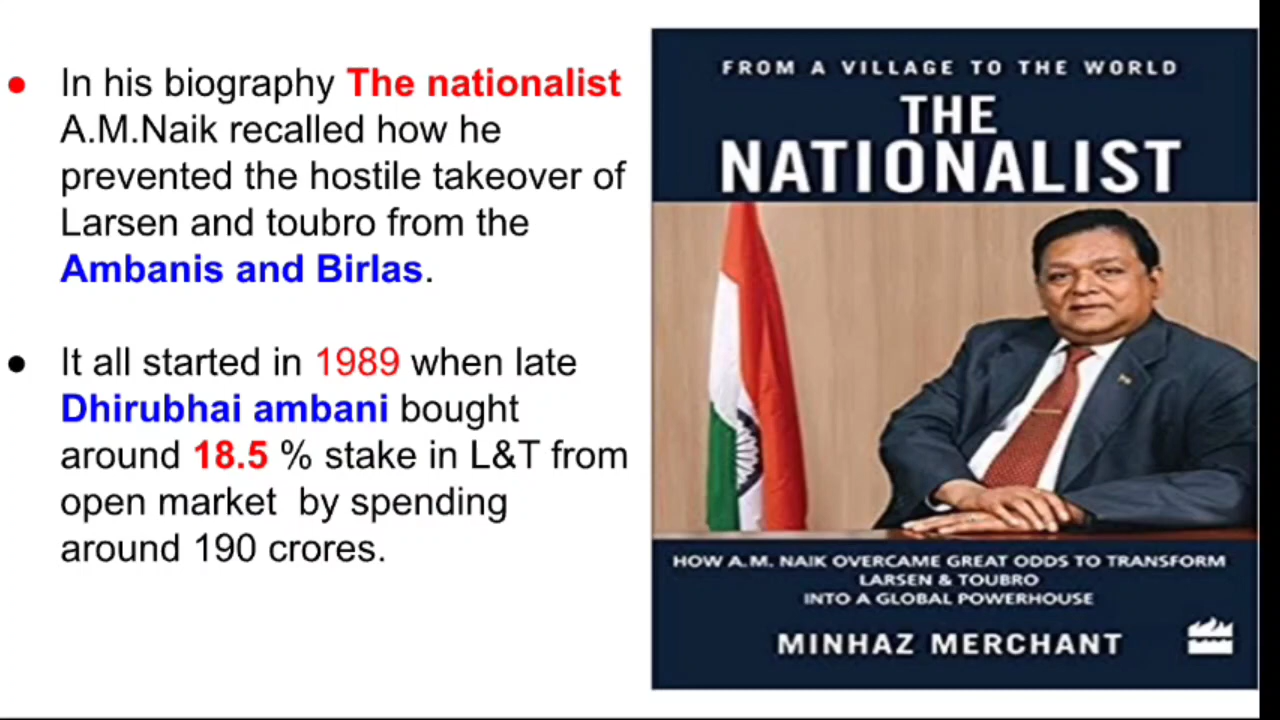 In his biography The nationalist
A.M.Naik recalled how he
prevented the hostile takeover of
Larsen and toubro from the
Ambanis and Birlas.
It all started in 1989 when late
Dhirubhai ambani bought
around 18.5 % stake in L&T from
open market by spending
around 190 crores.
FROM A VILLAGE TO THE WORLD
THE
NATIONALIST
HOW A.M. NAIK OVERCAME GREAT ODDS TO TRANSFORM
LARSEN & TOUBRO
INTO A GLOBAL POWERHOUSE
MINHAZ MERCHANT